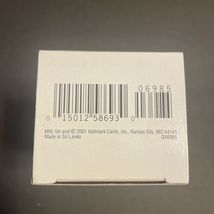 06985
0 15012 58693 0
Mfd. for and © 2001 Hallmark Cards, Inc., Kansas City, MO 64141
Made in Sri Lanka QX6985